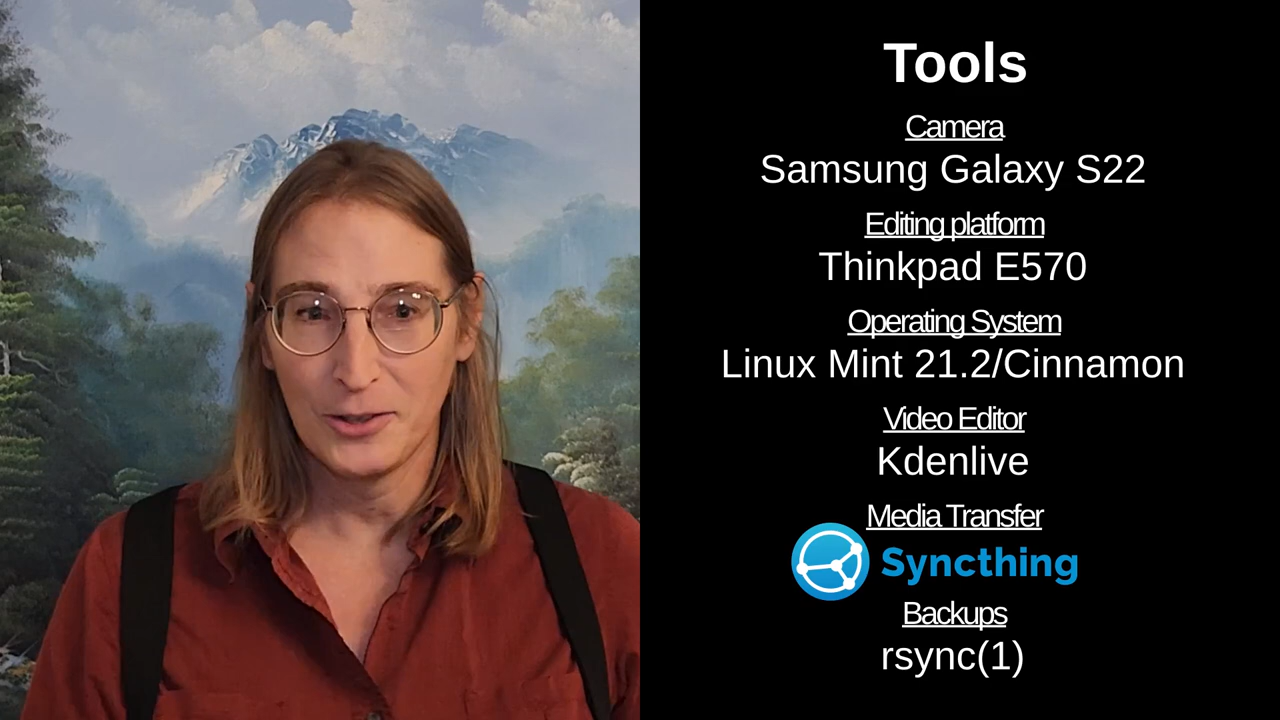 Tools
Camera
Samsung Galaxy S22
Editing platform
Thinkpad E570
Operating System
Linux Mint 21.2/Cinnamon
Video Editor
Kdenlive
Media Transfer
Syncthing
Backups
rsync(1)